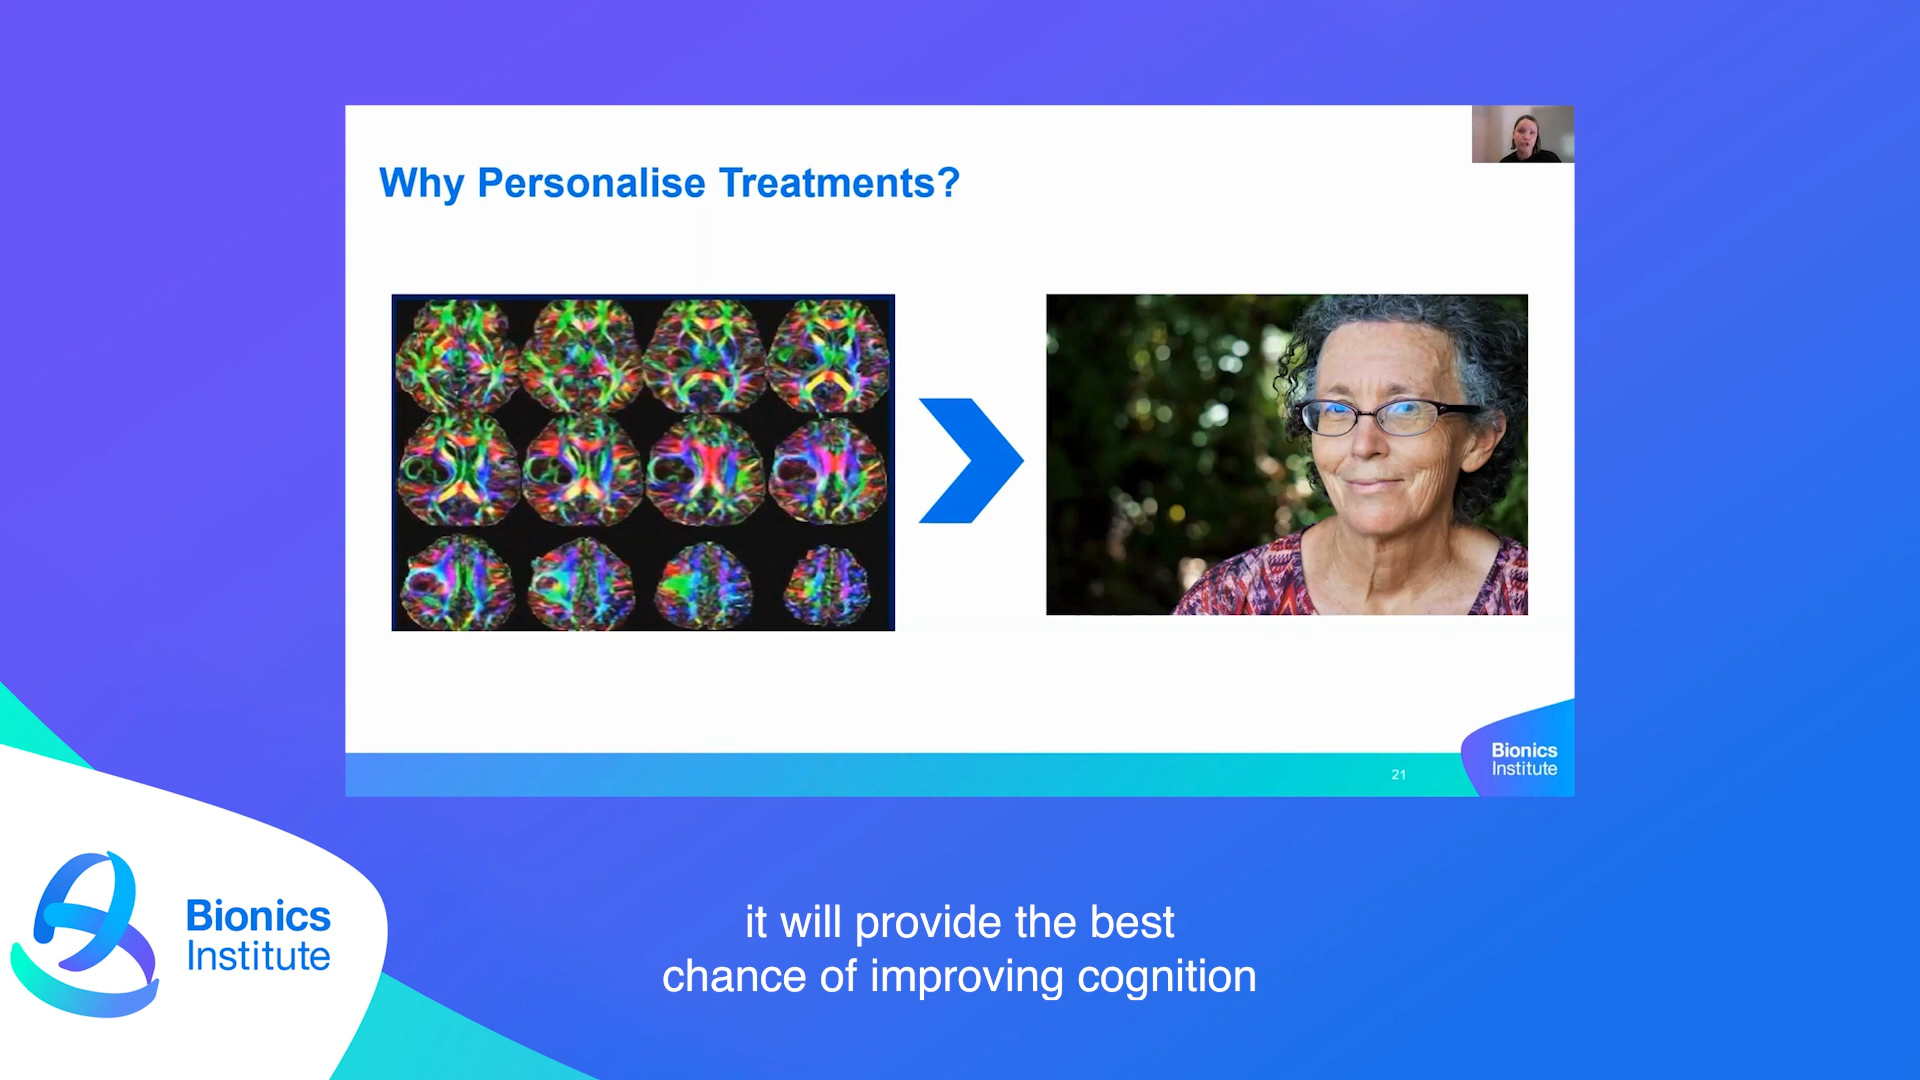 Why Personalise Treatments?
21
Bionics
Institute
Bionics
Institute
it will provide the best
chance of improving cognition